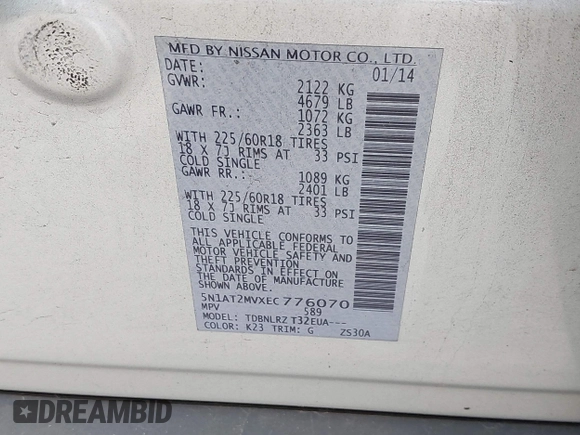 MFD BY NISSAN MOTOR CO., LTD.
DATE: 01/14
GVWR: 2122 KG
4679 LB
GAWR FR.: 1072 KG
2363 LB
WITH 225/60R18 TIRES
18 X 7J RIMS AT 33 PSI
COLD SINGLE
GAWR RR.: 1089 KG
2401 LB
WITH 225/60R18 TIRES
18 X 7J RIMS AT 33 PSI
COLD SINGLE
THIS VEHICLE CONFORMS TO
ALL APPLICABLE FEDERAL
MOTOR VEHICLE SAFETY AND
THEFT PREVENTION
STANDARDS IN EFFECT ON
THE DATE OF MANUFACTURE
SHOWN ABOVE.
5N1AT2MVXEC776070
MPV 589
MODEL: TDBNLRZ T32EUA---
COLOR: K23 TRIM: G ZS30A
DREAMBID